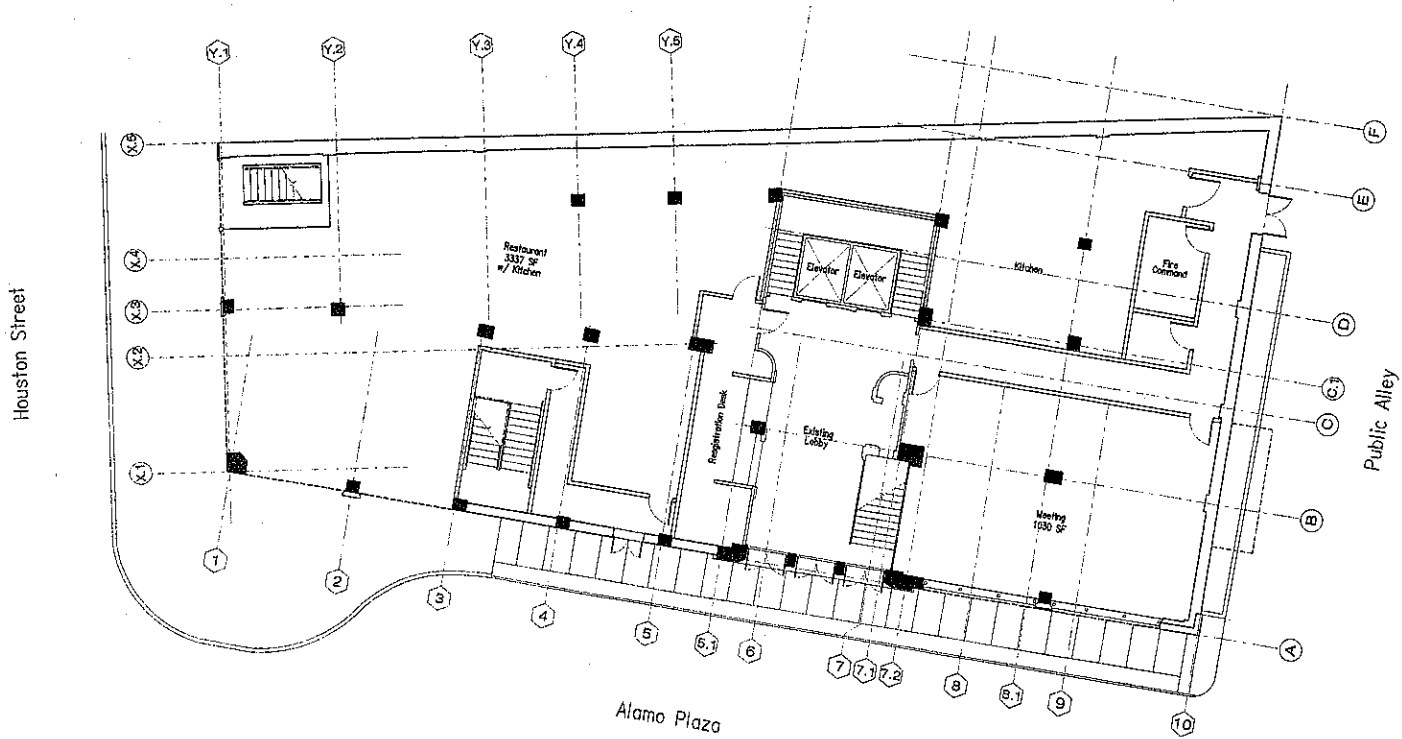 Y.1
Y.2
Y.3
Y.4
Y.5
X.5
X.4
X.3
X.2
X.1
F
E
D
C.1
C
B
A
Houston Street
Restaurant
3337 SF
w/ Kitchen
Elevator
Elevator
Kitchen
Fire
Command
Registration Desk
Existing
Lobby
Meeting
1030 SF
Public Alley
1
2
3
4
5
5.1
6
7
7.1
7.2
8
8.1
9
10
Alamo Plaza